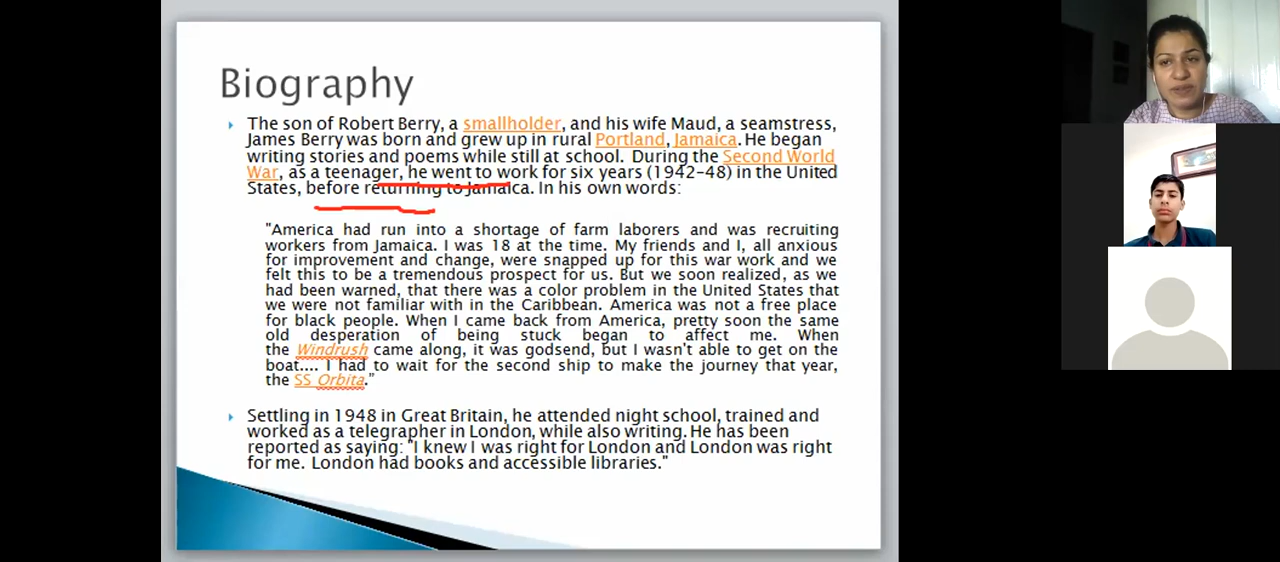 Biography
The son of Robert Berry, a smallholder, and his wife Maud, a seamstress,
James Berry was born and grew up in rural Portland, Jamaica. He began
writing stories and poems while still at school. During the Second World
War, as a teenager, he went to work for six years (1942–48) in the United
States, before returning to Jamaica. In his own words:
"America had run into a shortage of farm laborers and was recruiting
workers from Jamaica. I was 18 at the time. My friends and I, all anxious
for improvement and change, were snapped up for this war work and we
felt this to be a tremendous prospect for us. But we soon realized, as we
had been warned, that there was a color problem in the United States that
we were not familiar with in the Caribbean. America was not a free place
for black people. When I came back from America, pretty soon the same
old desperation of being stuck began to affect me. When
the Windrush came along, it was godsend, but I wasn't able to get on the
boat.... I had to wait for the second ship to make the journey that year,
the SS Orbita."
Settling in 1948 in Great Britain, he attended night school, trained and
worked as a telegrapher in London, while also writing. He has been
reported as saying: "I knew I was right for London and London was right
for me. London had books and accessible libraries."